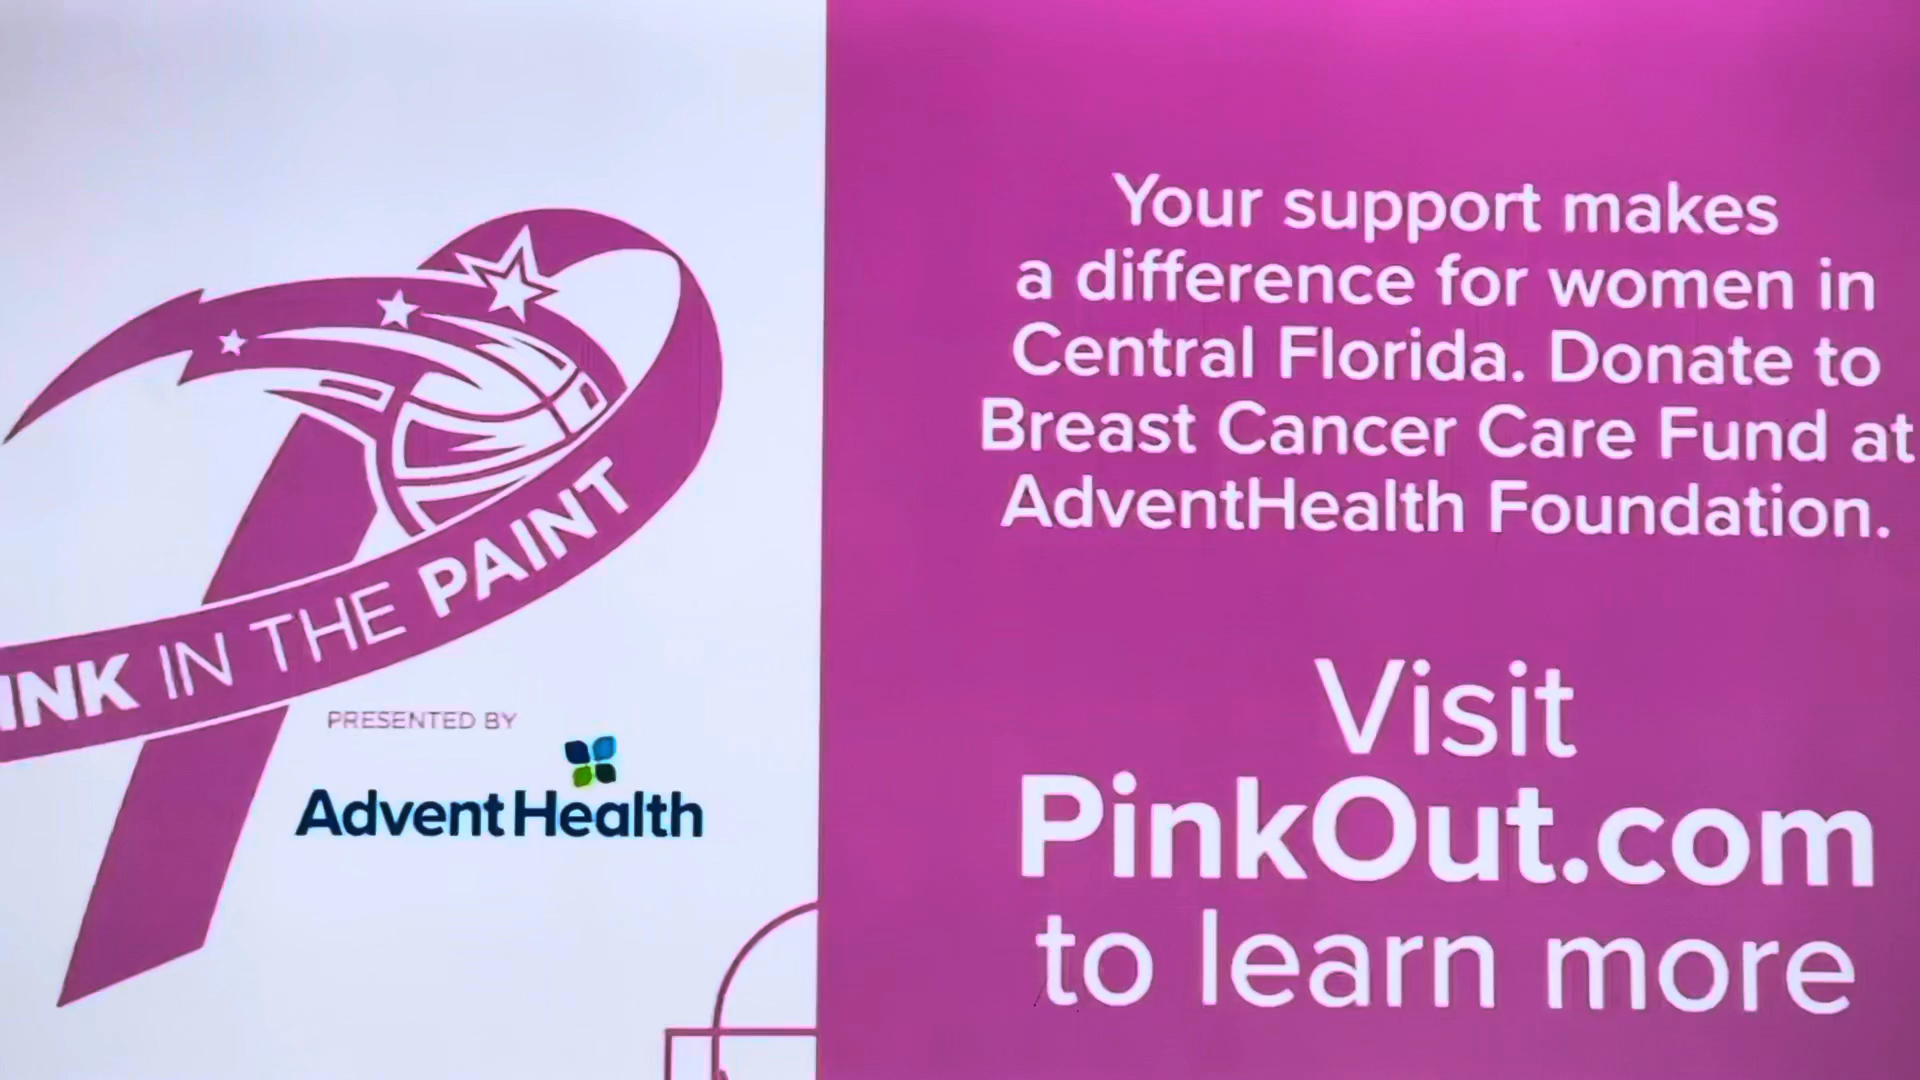 INK IN THE PAINT
PRESENTED BY
AdventHealth
Your support makes
a difference for women in
Central Florida. Donate to
Breast Cancer Care Fund at
AdventHealth Foundation.
Visit
PinkOut.com
to learn more